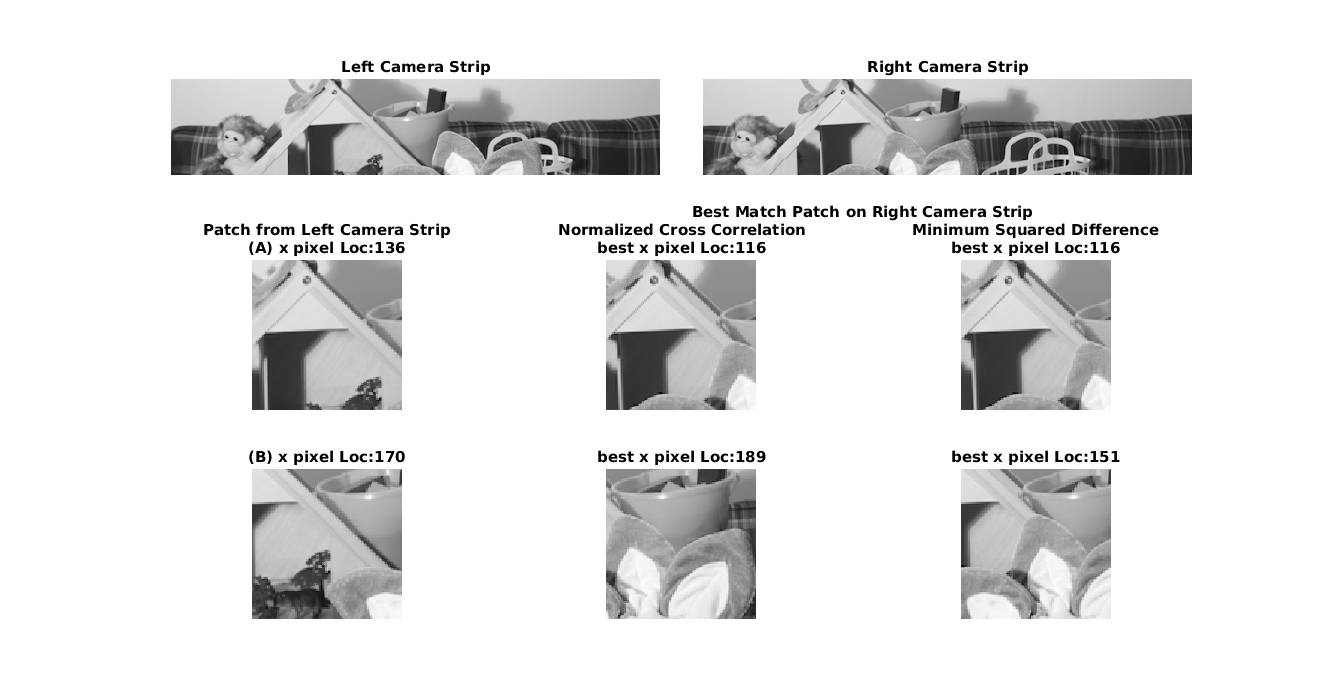 Left Camera Strip
Right Camera Strip
Best Match Patch on Right Camera Strip
Patch from Left Camera Strip
(A) x pixel Loc:136
Normalized Cross Correlation
best x pixel Loc:116
Minimum Squared Difference
best x pixel Loc:116
(B) x pixel Loc:170
best x pixel Loc:189
best x pixel Loc:151